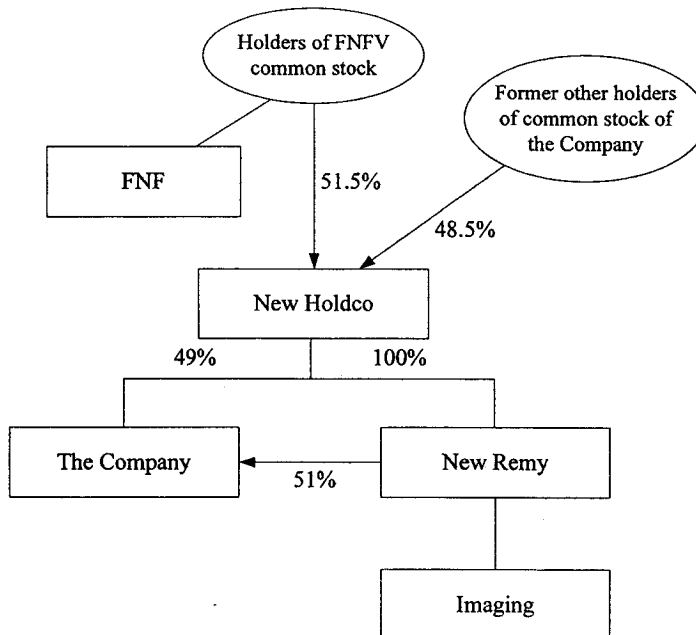 Holders of FNFV
common stock
Former other holders
of common stock of
the Company
FNF
51.5%
48.5%
New Holdco
49%
100%
The Company
New Remy
51%
Imaging